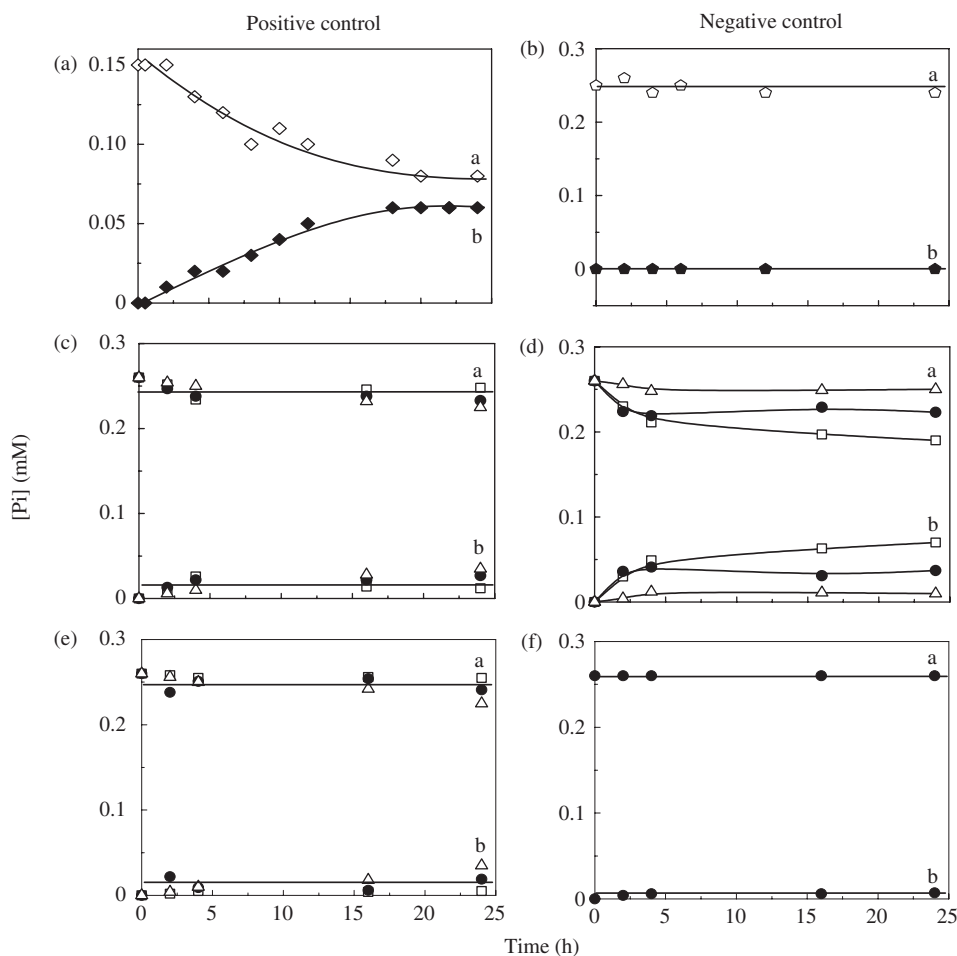 Positive control
Negative control
(a)
0.15
0.10
0.05
0
a
b
(b)
0.3
0.2
0.1
0
a
b
(c)
0.3
0.2
0.1
0
a
b
(d)
0.3
0.2
0.1
0
a
b
[Pi] (mM)
(e)
0.3
0.2
0.1
0
a
b
0 5 10 15 20 25
(f)
0.3
0.2
0.1
0
a
b
0 5 10 15 20 25
Time (h)